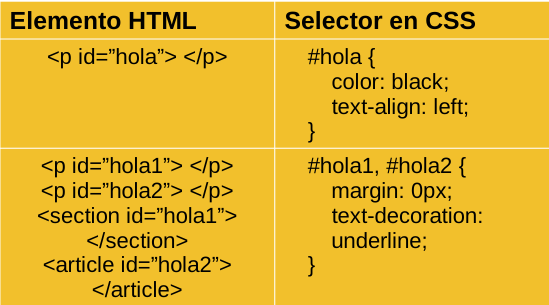 Elemento HTML
Selector en CSS
<p id=”hola”> </p>
#hola {
color: black;
text-align: left;
}
<p id=”hola1”> </p>
<p id=”hola2”> </p>
<section id=”hola1”>
</section>
<article id=”hola2”>
</article>
#hola1, #hola2 {
margin: 0px;
text-decoration:
underline;
}